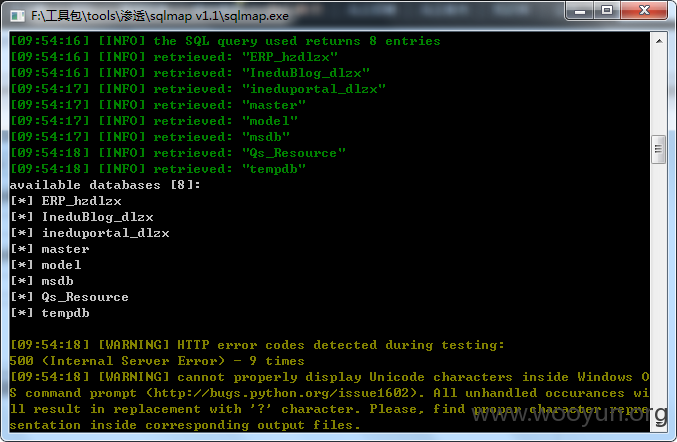 F:\工具包\tools\渗透\sqlmap v1.1\sqlmap.exe
[09:54:16] [INFO] the SQL query used returns 8 entries
[09:54:16] [INFO] retrieved: "ERP_hzdlzx"
[09:54:16] [INFO] retrieved: "IneduBlog_dlzx"
[09:54:17] [INFO] retrieved: "ineduportal_dlzx"
[09:54:17] [INFO] retrieved: "master"
[09:54:17] [INFO] retrieved: "model"
[09:54:17] [INFO] retrieved: "msdb"
[09:54:18] [INFO] retrieved: "Qs_Resource"
[09:54:18] [INFO] retrieved: "tempdb"
available databases [8]:
[*] ERP_hzdlzx
[*] IneduBlog_dlzx
[*] ineduportal_dlzx
[*] master
[*] model
[*] msdb
[*] Qs_Resource
[*] tempdb
[09:54:18] [WARNING] HTTP error codes detected during testing:
500 (Internal Server Error) - 9 times
[09:54:18] [WARNING] cannot properly display Unicode characters inside Windows O
S command prompt (http://bugs.python.org/issue1602). All unhandled occurances wi
ll result in replacement with '?' character. Please, find proper character repre
sentation inside corresponding output files.
www.wooyun.org